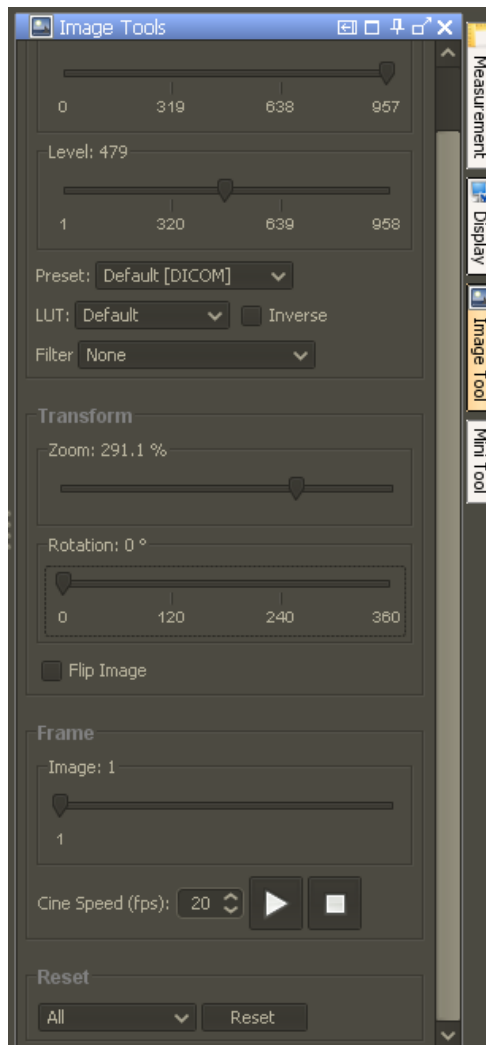 Image Tools
0 319 638 957
Level: 479
1 320 639 958
Preset: Default [DICOM]
LUT: Default Inverse
Filter None
Transform
Zoom: 291.1 %
Rotation: 0 °
0 120 240 360
Flip Image
Frame
Image: 1
1
Cine Speed (fps): 20
Reset
All Reset
Measurement
Display
Image Tool
Mini Tool